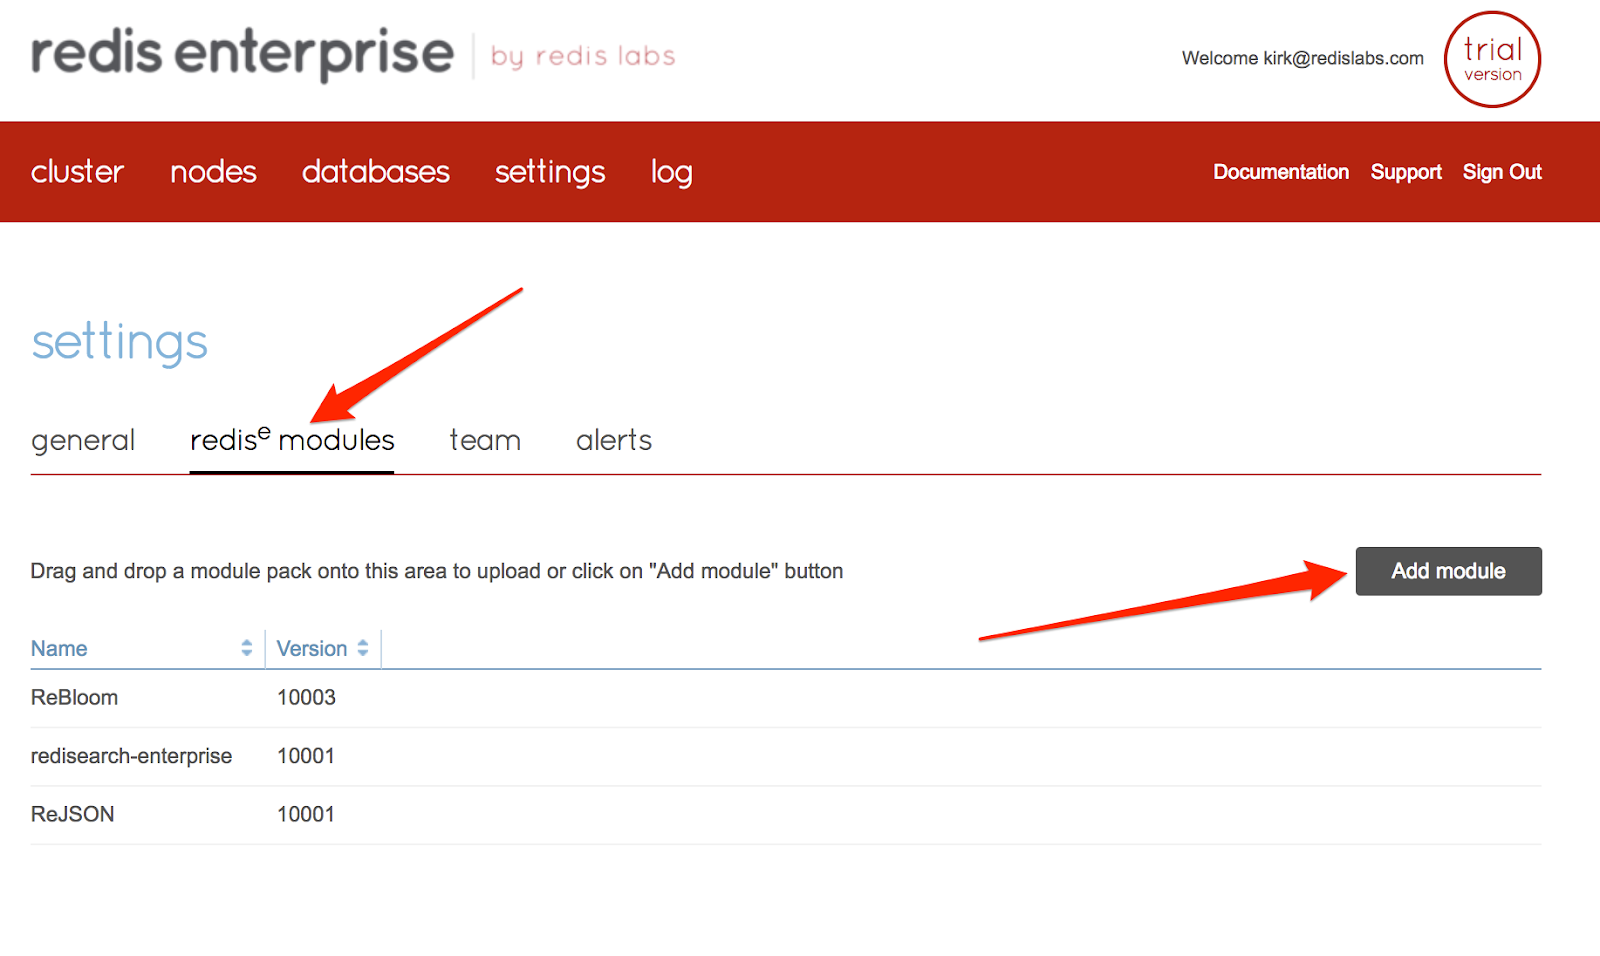 redis enterprise by redis labs
Welcome kirk@redislabs.com
trial
version
cluster nodes databases settings log Documentation Support Sign Out
settings
general redisᵉ modules team alerts
Drag and drop a module pack onto this area to upload or click on "Add module" button Add module
Name Version
ReBloom 10003
redisearch-enterprise 10001
ReJSON 10001